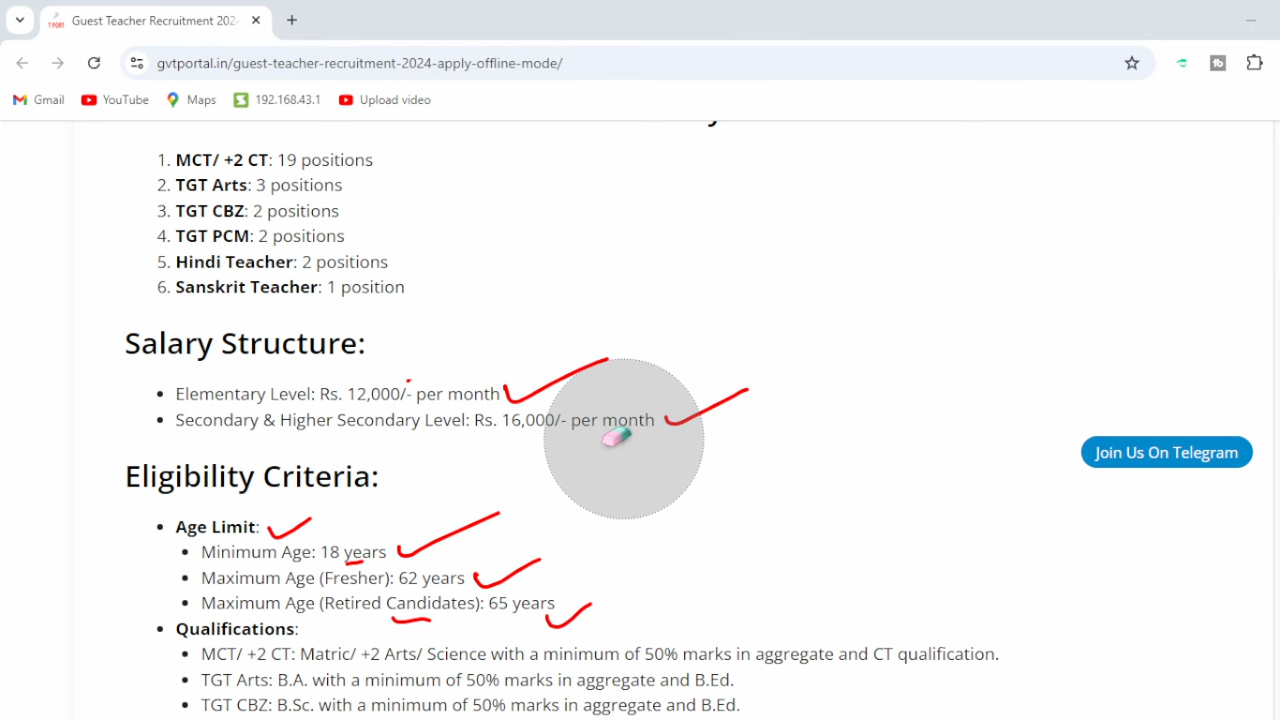 T PORT Guest Teacher Recruitment 202
gvtportal.in/guest-teacher-recruitment-2024-apply-offline-mode/
Gmail YouTube Maps 192.168.43.1 Upload video
1. MCT/ +2 CT: 19 positions
2. TGT Arts: 3 positions
3. TGT CBZ: 2 positions
4. TGT PCM: 2 positions
5. Hindi Teacher: 2 positions
6. Sanskrit Teacher: 1 position
Salary Structure:
• Elementary Level: Rs. 12,000/- per month
• Secondary & Higher Secondary Level: Rs. 16,000/- per month
Join Us On Telegram
Eligibility Criteria:
• Age Limit:
• Minimum Age: 18 years
• Maximum Age (Fresher): 62 years
• Maximum Age (Retired Candidates): 65 years
• Qualifications:
• MCT/ +2 CT: Matric/ +2 Arts/ Science with a minimum of 50% marks in aggregate and CT qualification.
• TGT Arts: B.A. with a minimum of 50% marks in aggregate and B.Ed.
• TGT CBZ: B.Sc. with a minimum of 50% marks in aggregate and B.Ed.